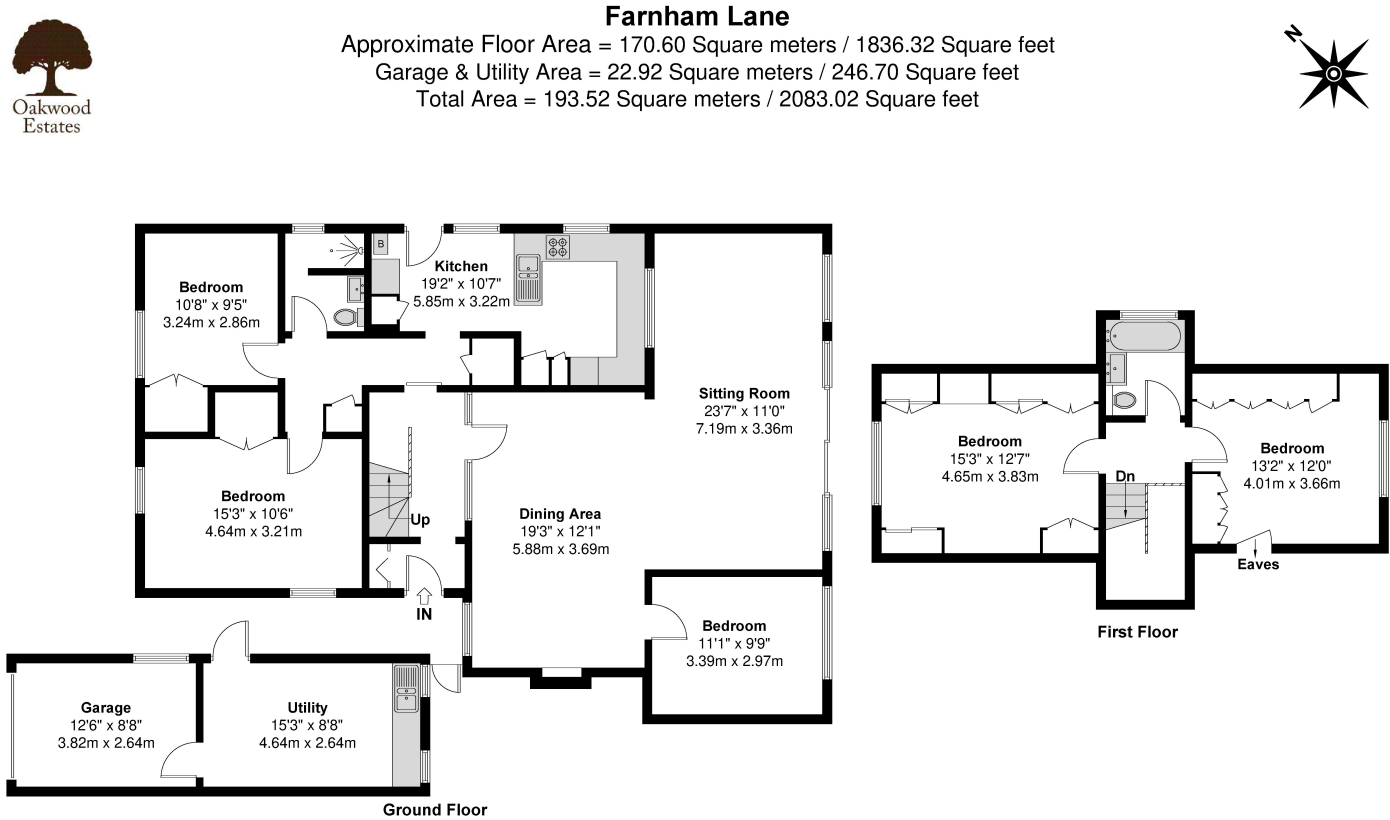 Farnham Lane
Approximate Floor Area = 170.60 Square meters / 1836.32 Square feet
Garage & Utility Area = 22.92 Square meters / 246.70 Square feet
Total Area = 193.52 Square meters / 2083.02 Square feet
Oakwood
Estates
N
Bedroom
10'8" x 9'5"
3.24m x 2.86m
B
Kitchen
19'2" x 10'7"
5.85m x 3.22m
Sitting Room
23'7" x 11'0"
7.19m x 3.36m
Bedroom
15'3" x 10'6"
4.64m x 3.21m
Up
Dining Area
19'3" x 12'1"
5.88m x 3.69m
IN
Bedroom
11'1" x 9'9"
3.39m x 2.97m
Garage
12'6" x 8'8"
3.82m x 2.64m
Utility
15'3" x 8'8"
4.64m x 2.64m
Ground Floor
Bedroom
15'3" x 12'7"
4.65m x 3.83m
Dn
Bedroom
13'2" x 12'0"
4.01m x 3.66m
Eaves
First Floor